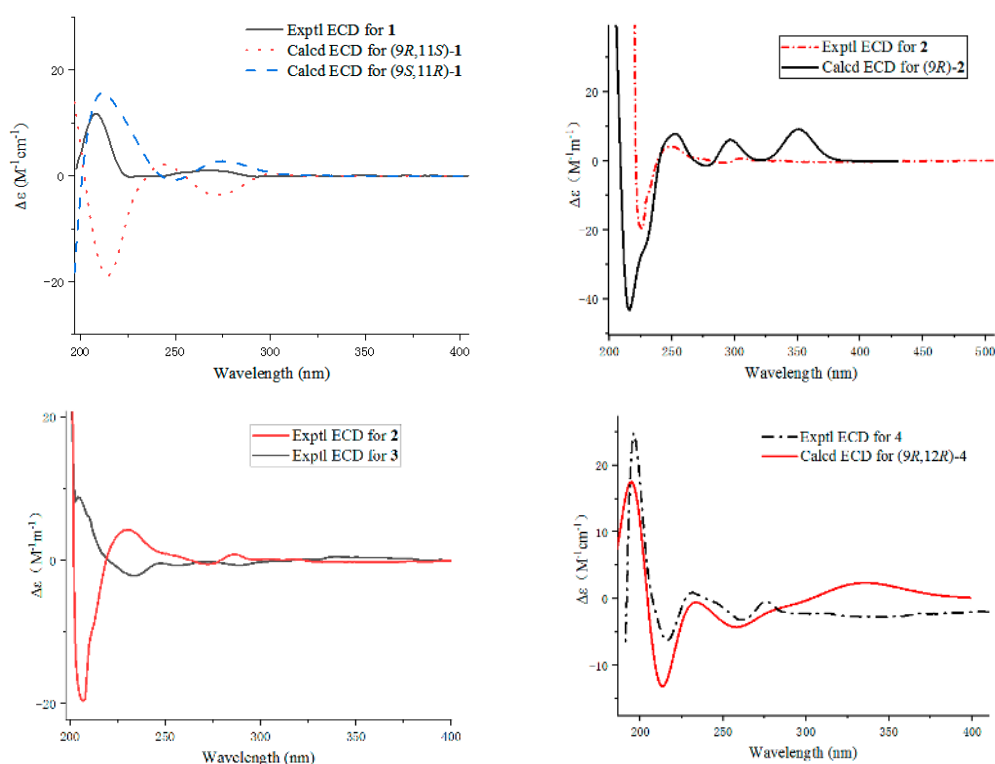 Exptl ECD for 1
Calcd ECD for (9R,11S)-1
Calcd ECD for (9S,11R)-1
Δε (M⁻¹cm⁻¹)
20
0
-20
200
250
300
350
400
Wavelength (nm)
Exptl ECD for 2
Calcd ECD for (9R)-2
Δε ( M⁻¹cm⁻¹)
20
0
-20
-40
200
250
300
350
400
450
500
Wavelength (nm)
Exptl ECD for 2
Exptl ECD for 3
Δε ( M⁻¹m⁻¹)
20
0
-20
200
250
300
350
400
Wavelength (nm)
Exptl ECD for 4
Calcd ECD for (9R,12R)-4
Δε ( M⁻¹cm⁻¹)
20
10
0
-10
200
250
300
350
400
Wavelength (nm)